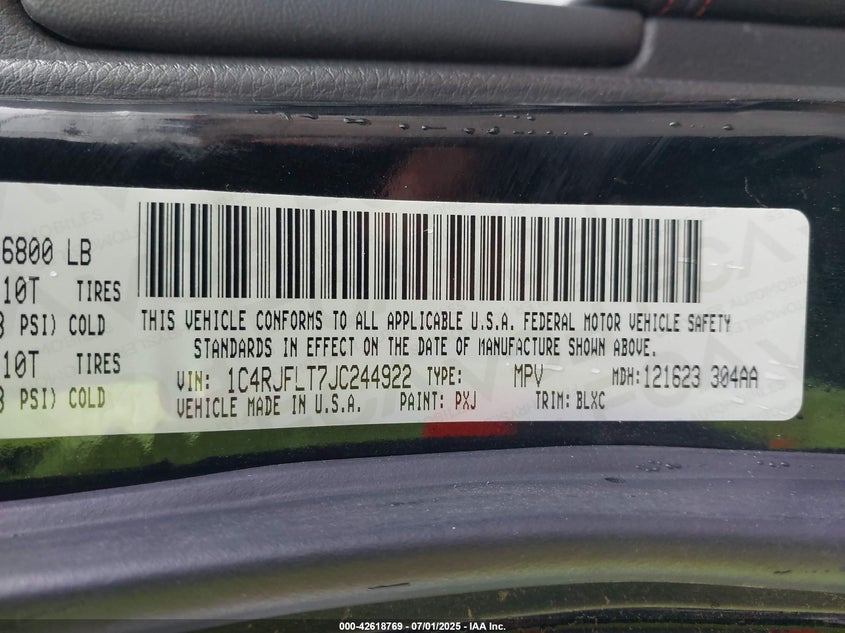 6800 LB
10T TIRES
PSI) COLD
10T TIRES
PSI) COLD
THIS VEHICLE CONFORMS TO ALL APPLICABLE U.S.A. FEDERAL MOTOR VEHICLE SAFETY
STANDARDS IN EFFECT ON THE DATE OF MANUFACTURE SHOWN ABOVE.
VIN: 1C4RJFLT7JC244922 TYPE: MPV MDH: 121623 304AA
VEHICLE MADE IN U.S.A. PAINT: PXJ TRIM: BLXC
000-42618769 - 07/01/2025 - IAA Inc.